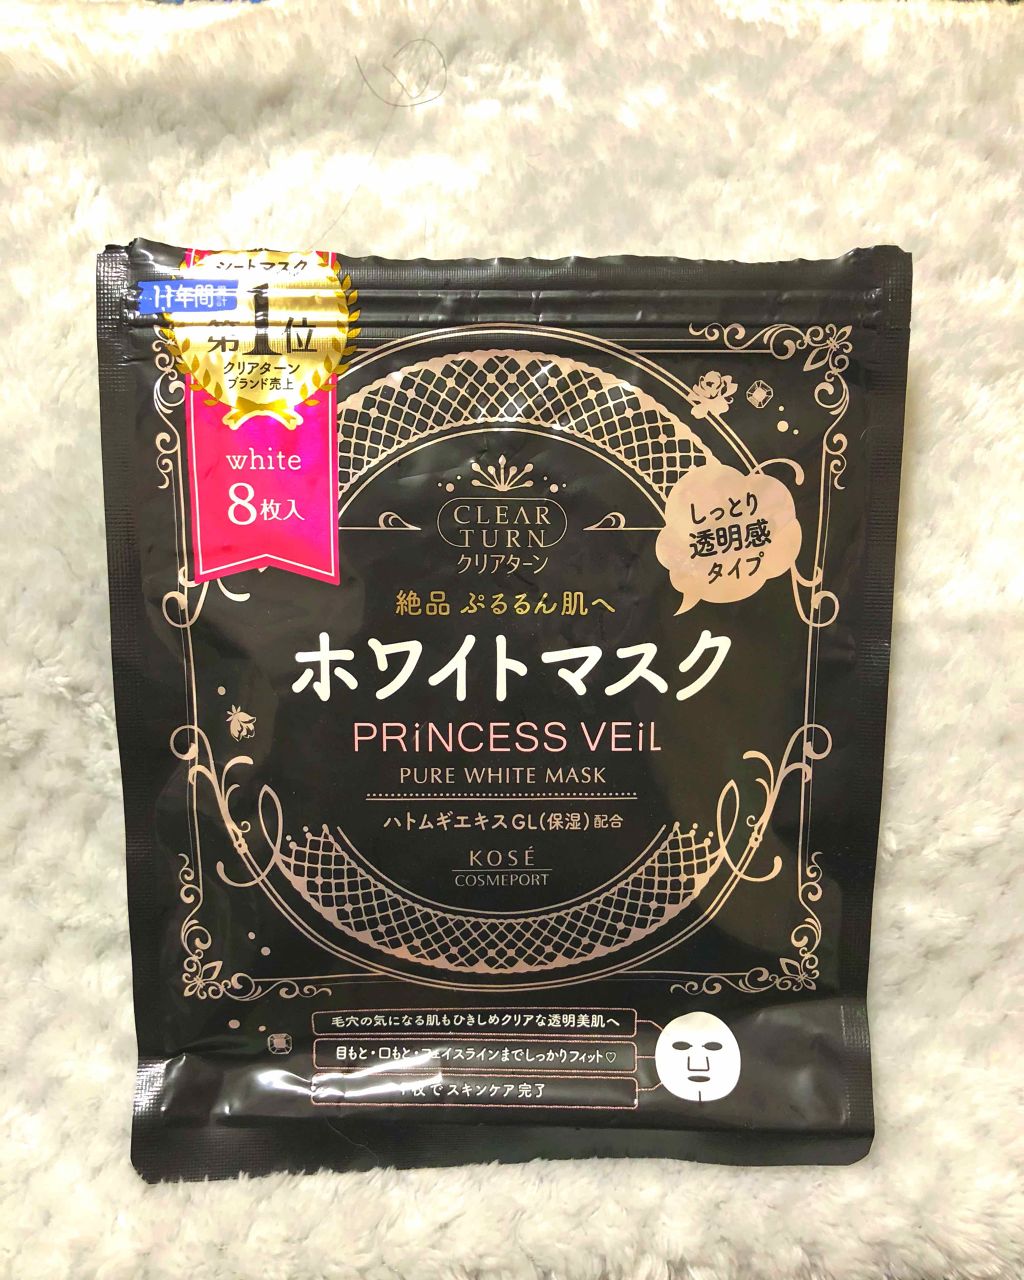 シートマスク
11年間累計
第1位
クリアターン
ブランド売上
white
8枚入
CLEAR
TURN
クリアターン
しっとり
透明感
タイプ
絶品 ぷるるん肌へ
ホワイトマスク
PRiNCESS VEiL
PURE WHITE MASK
ハトムギエキスGL(保湿)配合
KOSÉ
COSMEPORT
毛穴の気になる肌もひきしめクリアな透明美肌へ
目もと・口もと・フェイスラインまでしっかりフィット♡
1枚でスキンケア完了